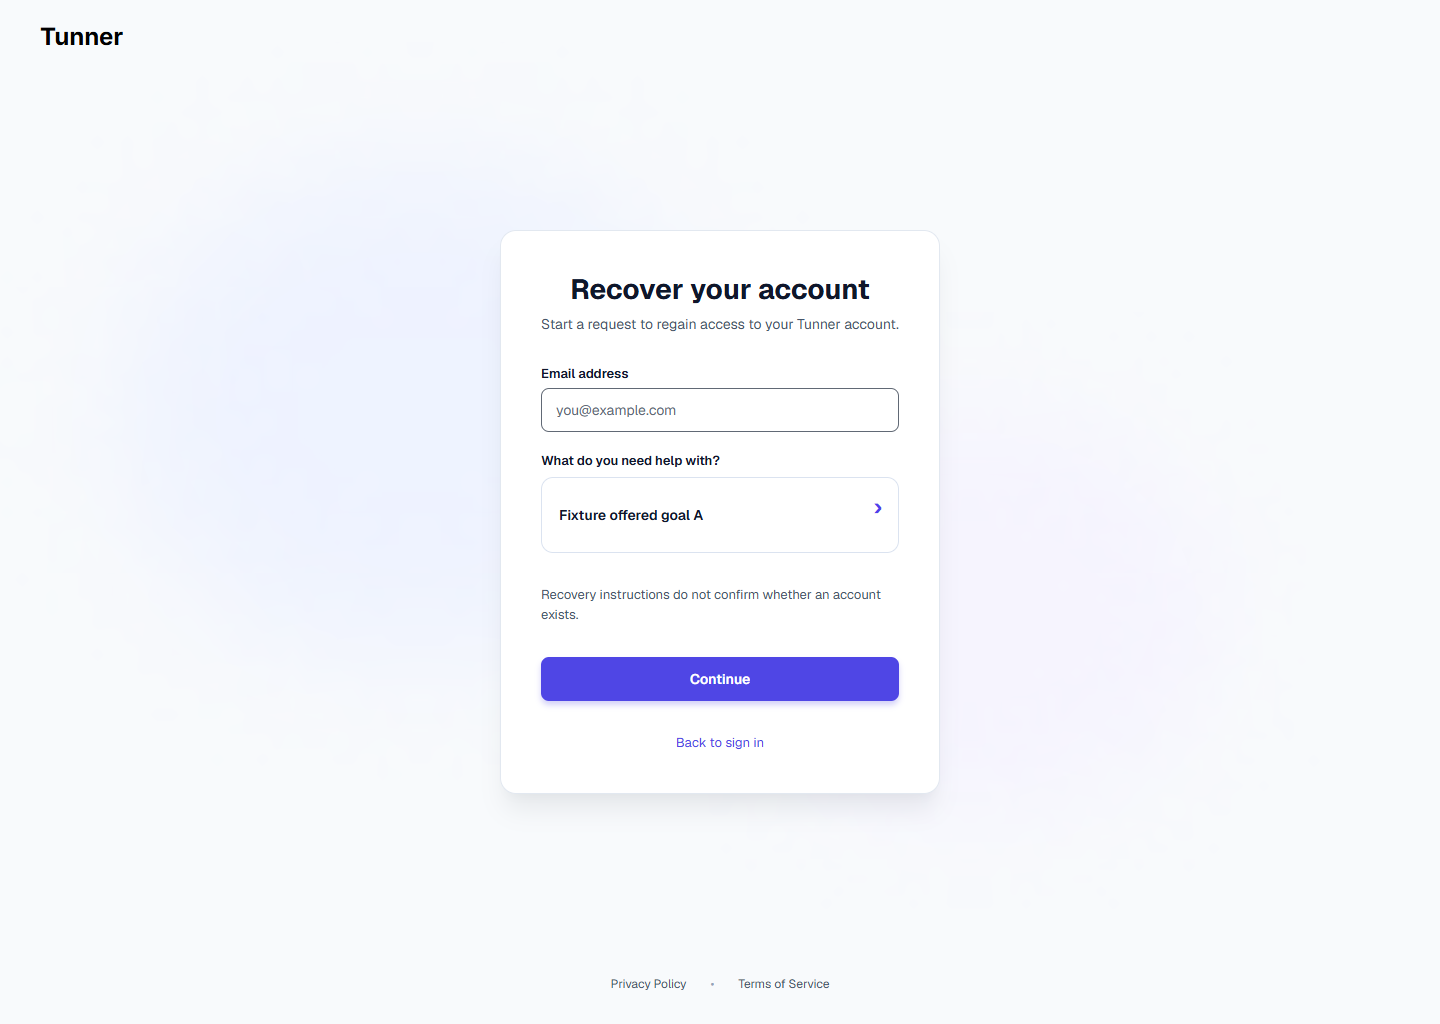 Tunner
Recover your account
Start a request to regain access to your Tunner account.
Email address
you@example.com
What do you need help with?
Fixture offered goal A
Recovery instructions do not confirm whether an account
exists.
Continue
Back to sign in
Privacy Policy • Terms of Service